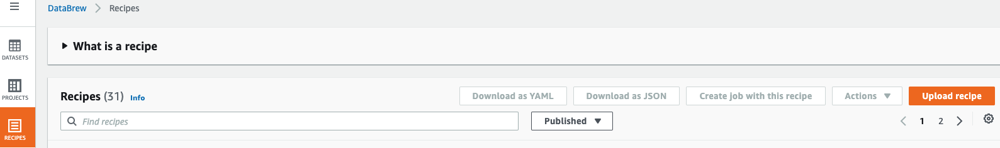 DataBrew > Recipes
DATASETS
PROJECTS
RECIPES
What is a recipe
Recipes (31) Info
Download as YAML Download as JSON Create job with this recipe Actions Upload recipe
Find recipes
Published
1 2